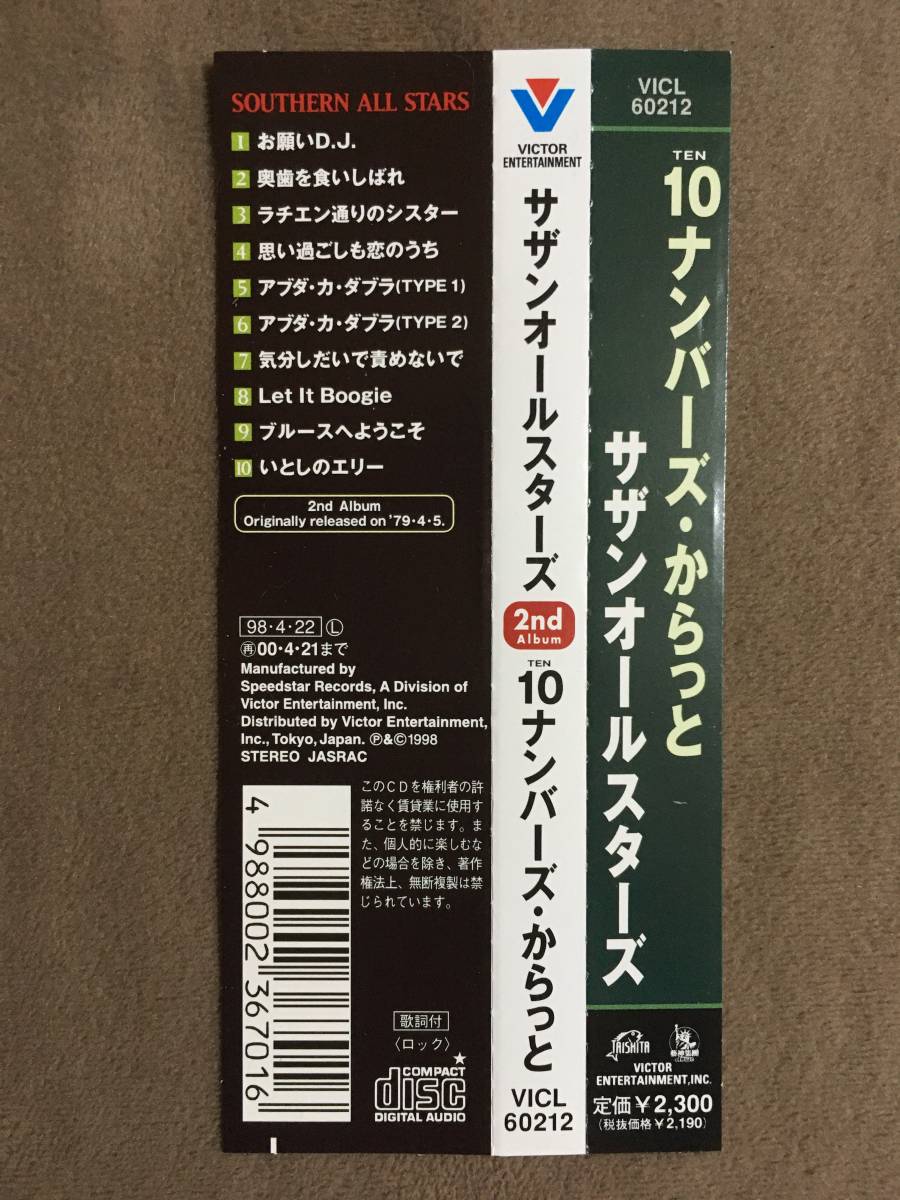 SOUTHERN ALL STARS
1 お願いD.J.
2 奥歯を食いしばれ
3 ラチエン通りのシスター
4 思い過ごしも恋のうち
5 アブダ・カ・ダブラ(TYPE 1)
6 アブダ・カ・ダブラ(TYPE 2)
7 気分しだいで責めないで
8 Let It Boogie
9 ブルースへようこそ
10 いとしのエリー
2nd Album
Originally released on '79・4・5.
98・4・22 Ⓛ
㊢00・4・21まで
Manufactured by
Speedstar Records, A Division of
Victor Entertainment, Inc.
Distributed by Victor Entertainment,
Inc., Tokyo, Japan. Ⓟ&©1998
STEREO JASRAC
このCDを権利者の許
諾なく賃貸業に使用す
ることを禁じます。ま
た、個人的に楽しむな
どの場合を除き、著作
権法上、無断複製は禁
じられています。
4 988002 367016
歌詞付
〈ロック〉
COMPACT
disc
DIGITAL AUDIO
VICTOR
ENTERTAINMENT
サザンオールスターズ
2nd
Album
TEN
10ナンバーズ・からっと
VICL
60212
VICL
60212
TEN
10ナンバーズ・からっと
サザンオールスターズ
TAISHITA
VICTOR
ENTERTAINMENT, INC.
定価¥2,300
(税抜価格¥2,190)